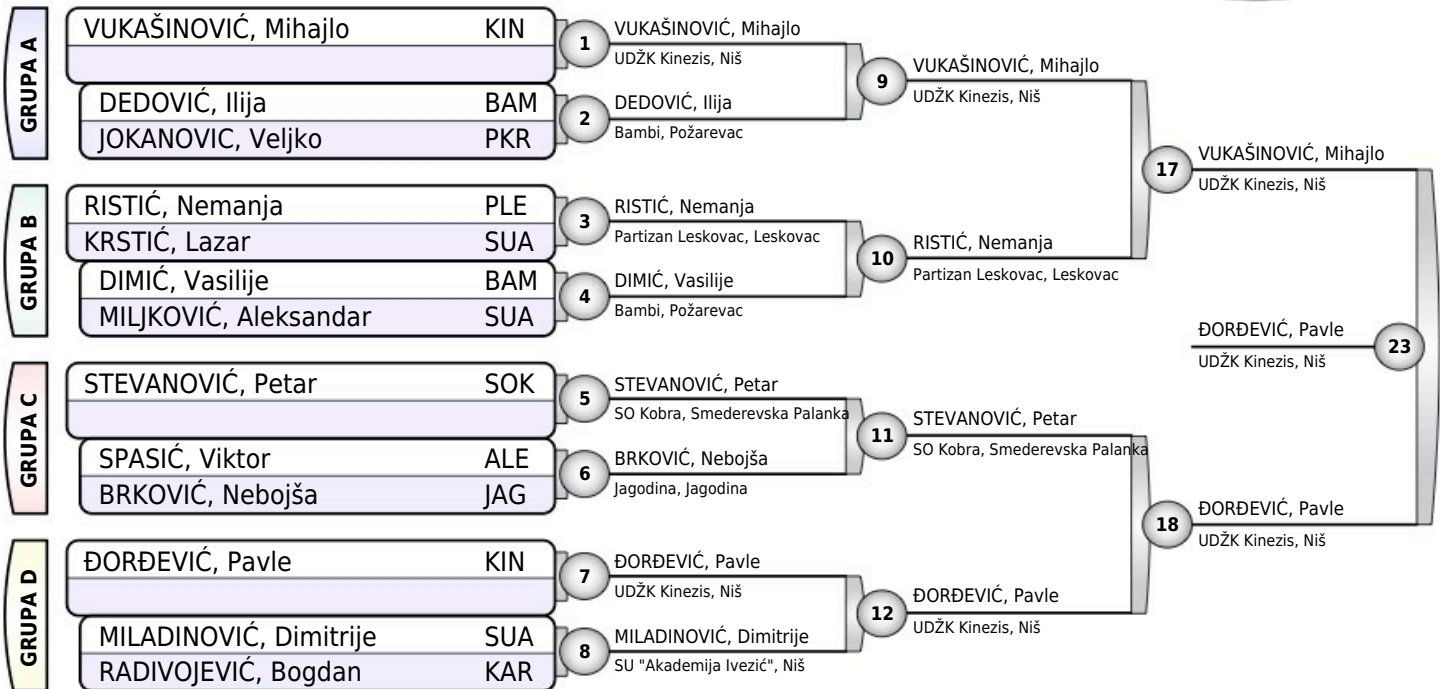 GRUPA A
VUKAŠINOVIĆ, Mihajlo KIN
DEDOVIĆ, Ilija BAM
JOKANOVIC, Veljko PKR
GRUPA B
RISTIĆ, Nemanja PLE
KRSTIĆ, Lazar SUA
DIMIĆ, Vasilije BAM
MILJKOVIĆ, Aleksandar SUA
GRUPA C
STEVANOVIĆ, Petar SOK
SPASIĆ, Viktor ALE
BRKOVIĆ, Nebojša JAG
GRUPA D
ĐORĐEVIĆ, Pavle KIN
MILADINOVIĆ, Dimitrije SUA
RADIVOJEVIĆ, Bogdan KAR
1
VUKAŠINOVIĆ, Mihajlo
UDŽK Kinezis, Niš
2
DEDOVIĆ, Ilija
Bambi, Požarevac
3
RISTIĆ, Nemanja
Partizan Leskovac, Leskovac
4
DIMIĆ, Vasilije
Bambi, Požarevac
5
STEVANOVIĆ, Petar
SO Kobra, Smederevska Palanka
6
BRKOVIĆ, Nebojša
Jagodina, Jagodina
7
ĐORĐEVIĆ, Pavle
UDŽK Kinezis, Niš
8
MILADINOVIĆ, Dimitrije
SU "Akademija Ivezić", Niš
9
VUKAŠINOVIĆ, Mihajlo
UDŽK Kinezis, Niš
10
RISTIĆ, Nemanja
Partizan Leskovac, Leskovac
11
STEVANOVIĆ, Petar
SO Kobra, Smederevska Palanka
12
ĐORĐEVIĆ, Pavle
UDŽK Kinezis, Niš
17
VUKAŠINOVIĆ, Mihajlo
UDŽK Kinezis, Niš
18
ĐORĐEVIĆ, Pavle
UDŽK Kinezis, Niš
ĐORĐEVIĆ, Pavle
UDŽK Kinezis, Niš
23